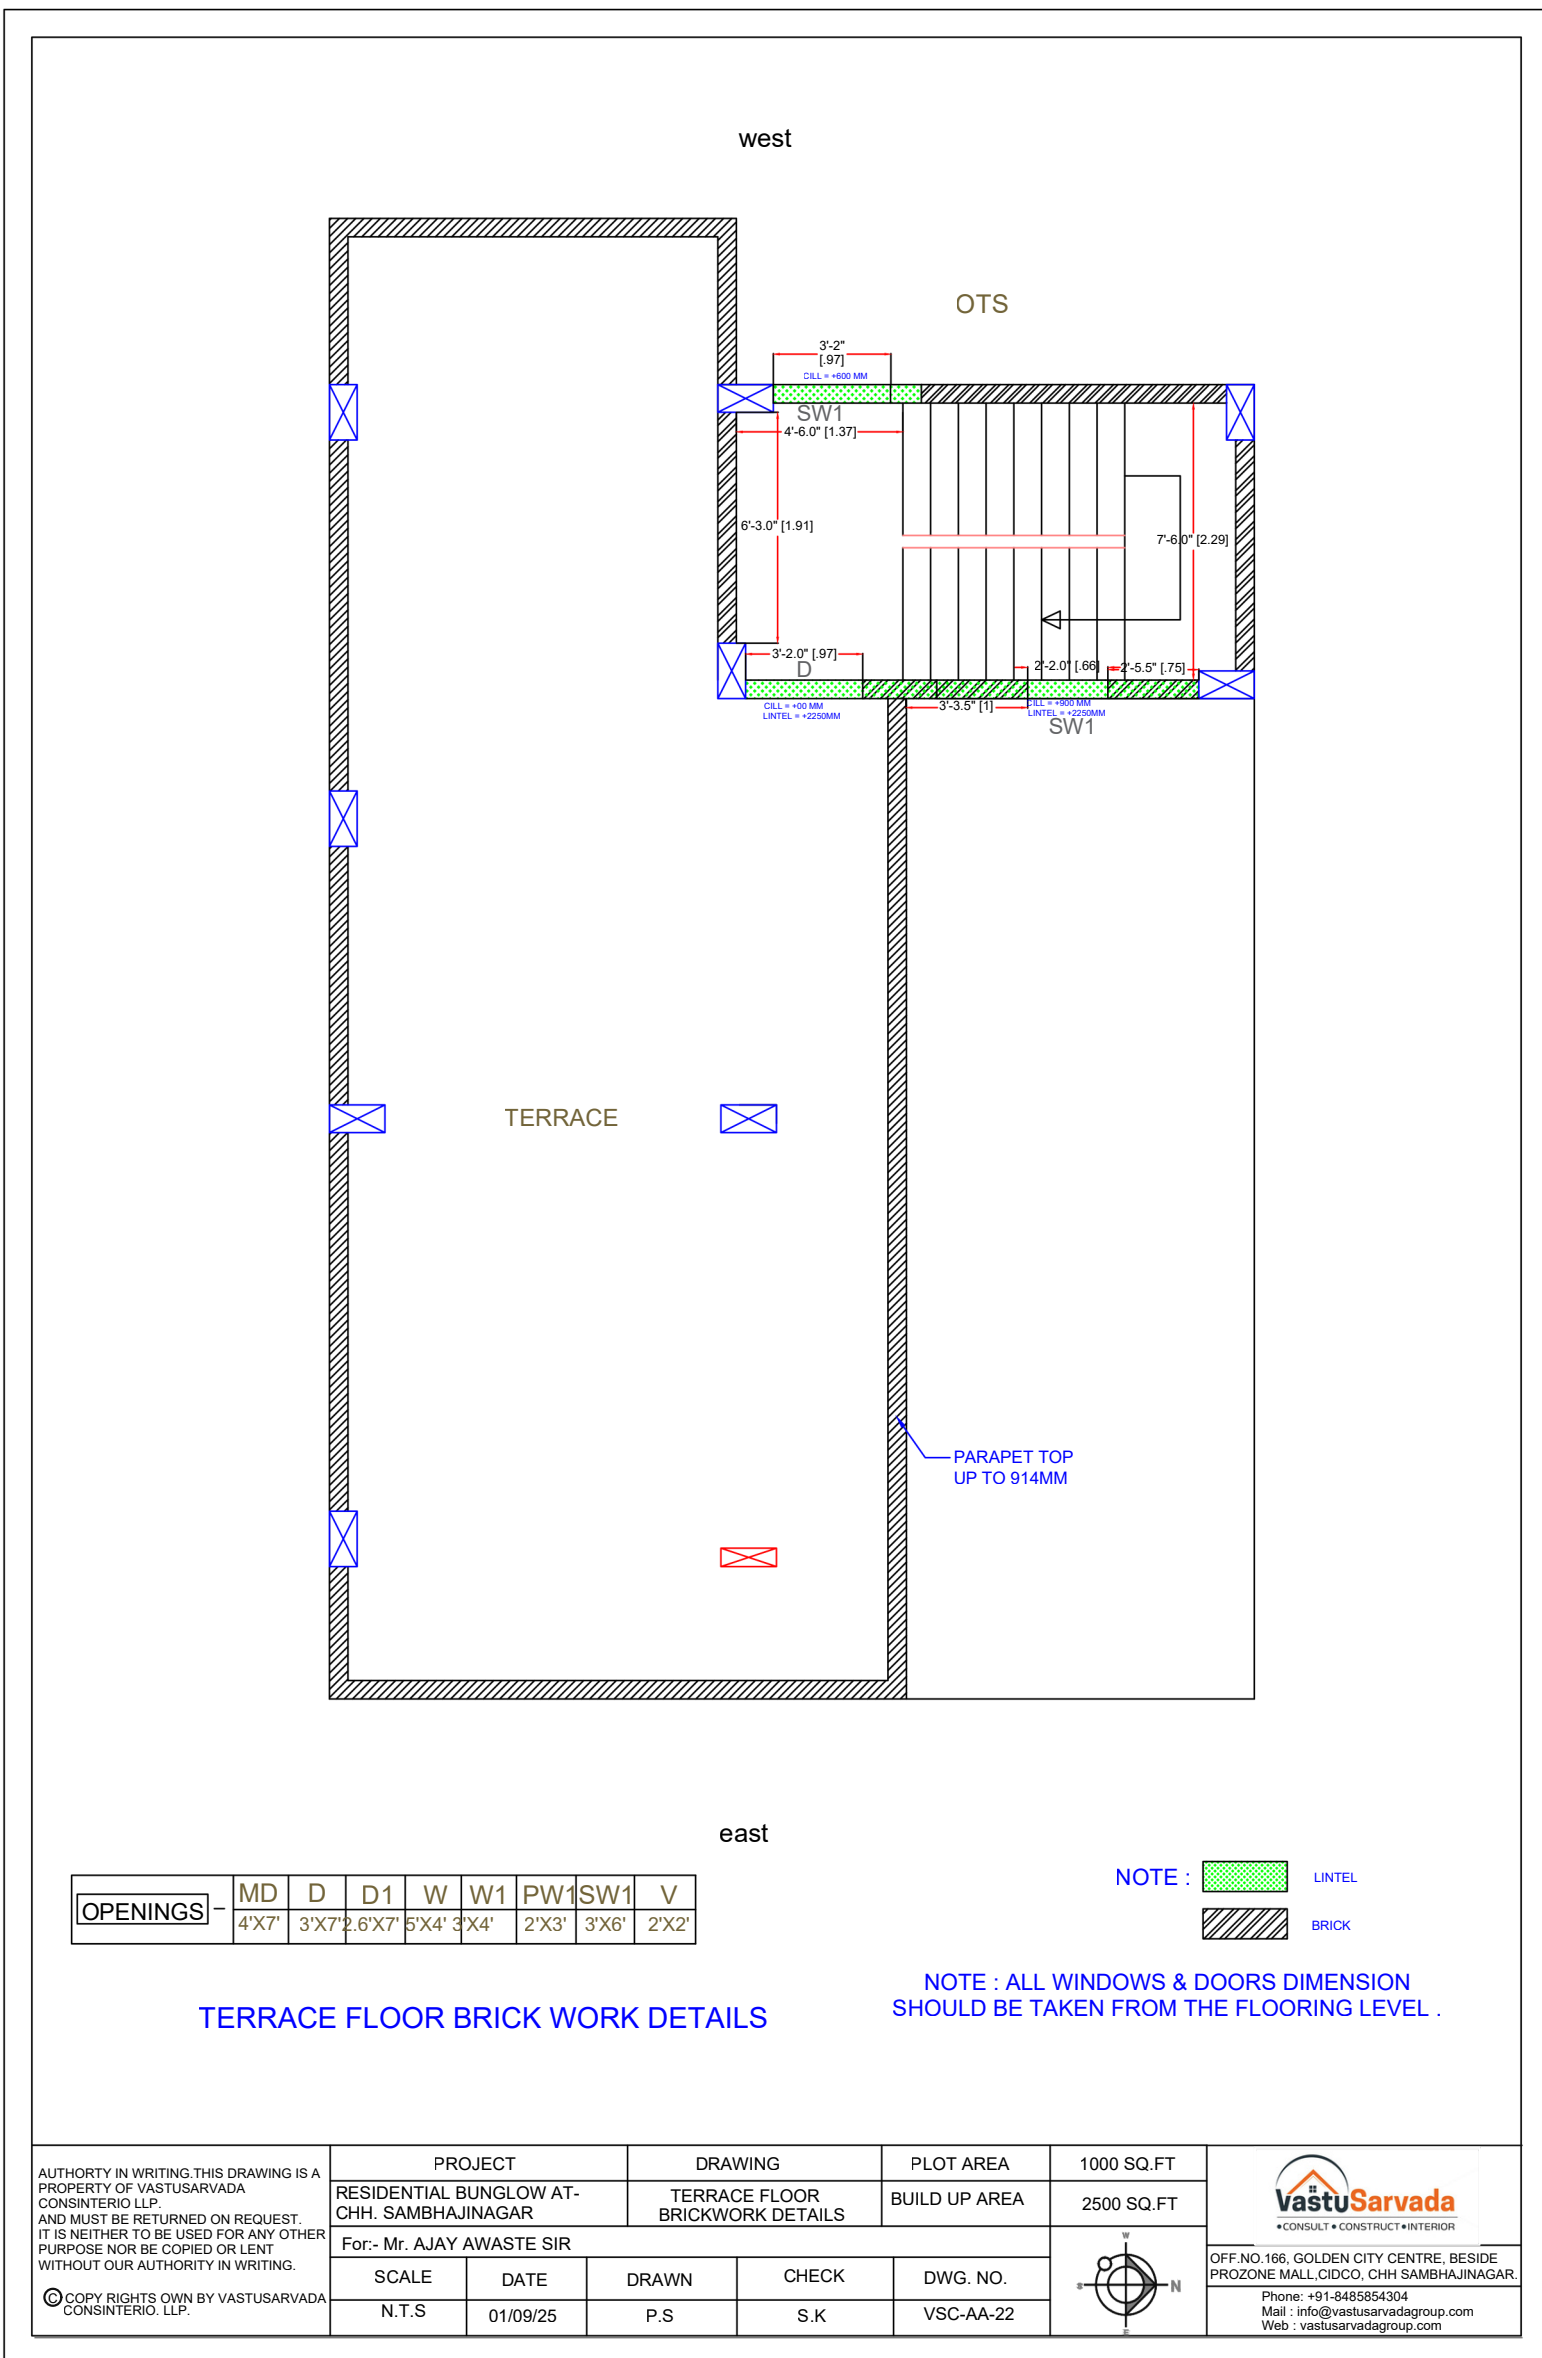 west
OTS
3'-2"
[.97]
CILL = +600 MM
SW1
4'-6.0" [1.37]
6'-3.0" [1.91]
7'-6.0" [2.29]
3'-2.0" [.97]
D
2'-2.0" [.66]
2'-5.5" [.75]
CILL = +00 MM
LINTEL = +2250MM
3'-3.5" [1]
CILL = +900 MM
LINTEL = +2250MM
SW1
TERRACE
PARAPET TOP
UP TO 914MM
east
OPENINGS - MD D D1 W W1 PW1 SW1 V
4'X7' 3'X7' 2.6'X7' 5'X4' 3'X4' 2'X3' 3'X6' 2'X2'
NOTE : LINTEL
BRICK
NOTE : ALL WINDOWS & DOORS DIMENSION
SHOULD BE TAKEN FROM THE FLOORING LEVEL .
TERRACE FLOOR BRICK WORK DETAILS
AUTHORTY IN WRITING.THIS DRAWING IS A
PROPERTY OF VASTUSARVADA
CONSINTERIO LLP.
AND MUST BE RETURNED ON REQUEST.
IT IS NEITHER TO BE USED FOR ANY OTHER
PURPOSE NOR BE COPIED OR LENT
WITHOUT OUR AUTHORITY IN WRITING.
© COPY RIGHTS OWN BY VASTUSARVADA
CONSINTERIO. LLP.
PROJECT DRAWING PLOT AREA 1000 SQ.FT
RESIDENTIAL BUNGLOW AT-
CHH. SAMBHAJINAGAR
TERRACE FLOOR
BRICKWORK DETAILS
BUILD UP AREA 2500 SQ.FT
For:- Mr. AJAY AWASTE SIR
SCALE DATE DRAWN CHECK DWG. NO.
N.T.S 01/09/25 P.S S.K VSC-AA-22
W
S N
E
VastuSarvada
•CONSULT • CONSTRUCT •INTERIOR
OFF.NO.166, GOLDEN CITY CENTRE, BESIDE
PROZONE MALL,CIDCO, CHH SAMBHAJINAGAR.
Phone: +91-8485854304
Mail : info@vastusarvadagroup.com
Web : vastusarvadagroup.com